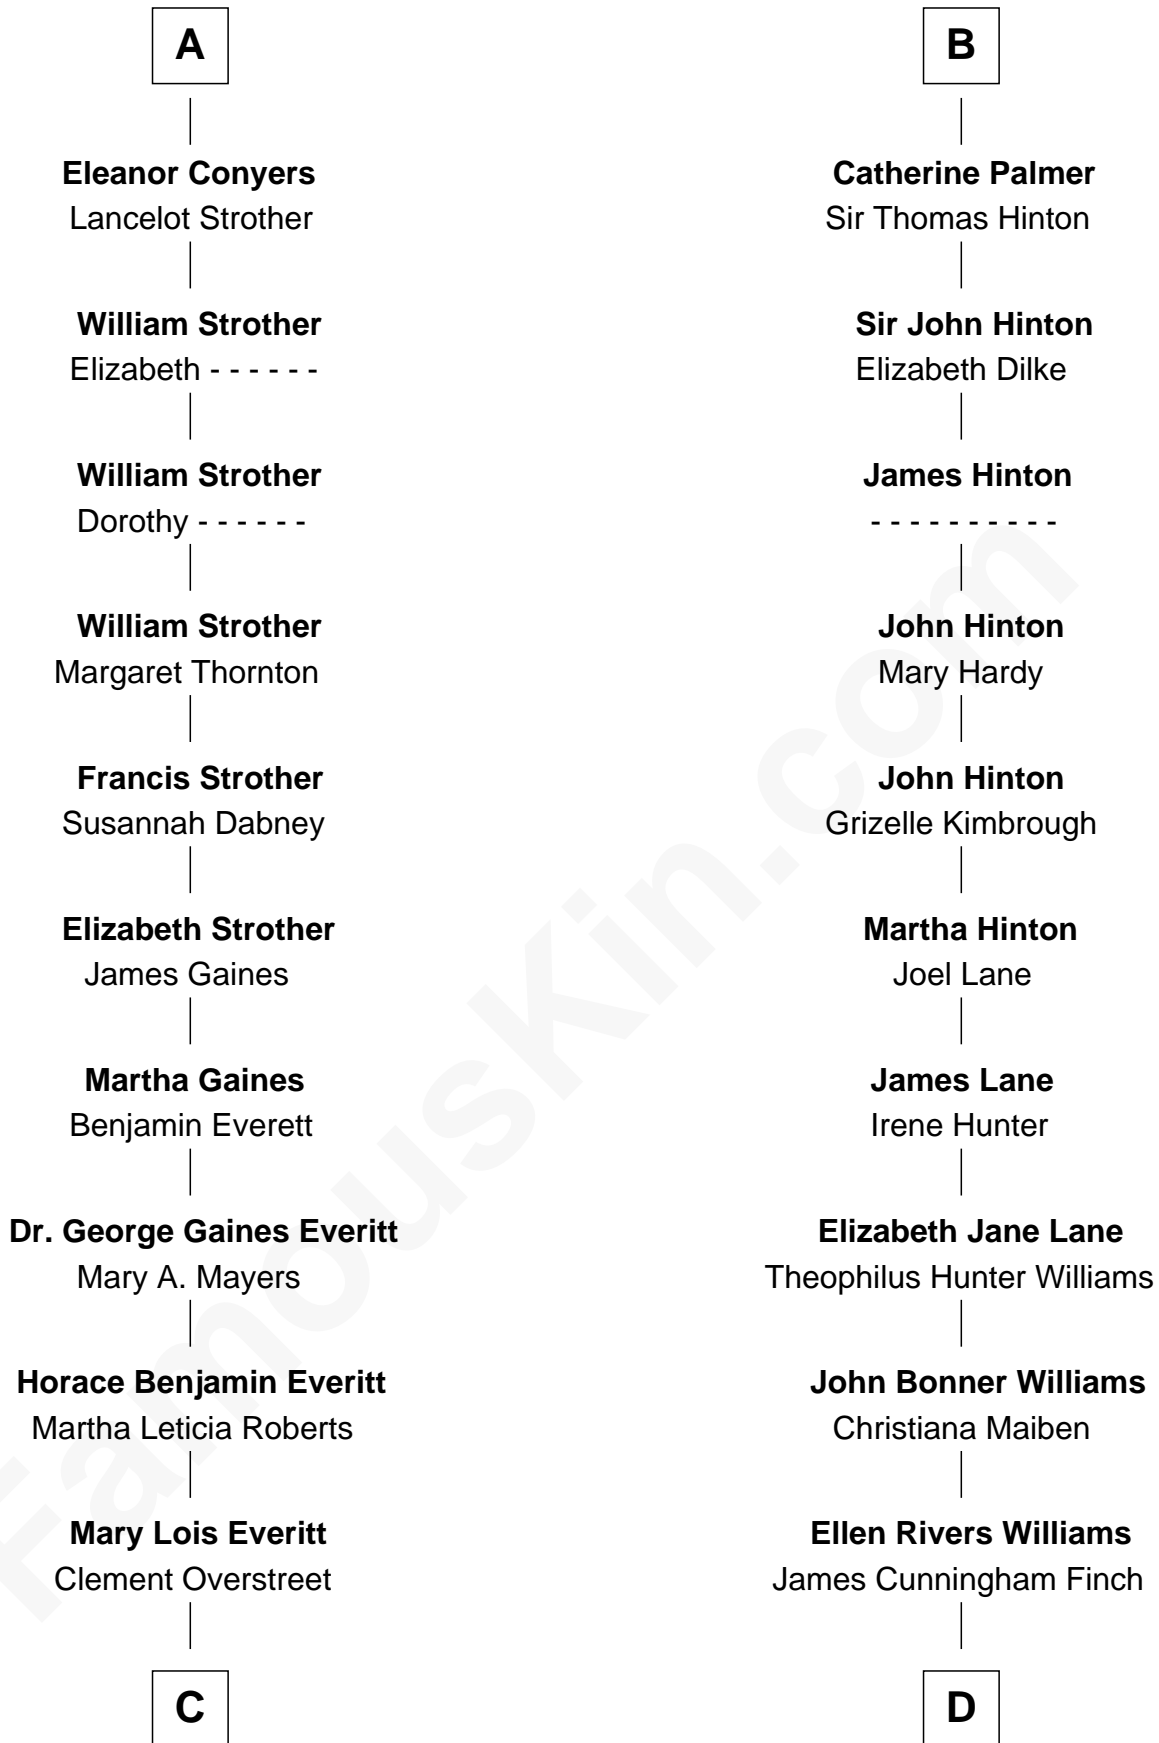 A
Eleanor Conyers
Lancelot Strother
William Strother
Elizabeth - - - - - -
William Strother
Dorothy - - - - - -
William Strother
Margaret Thornton
Francis Strother
Susannah Dabney
Elizabeth Strother
James Gaines
Martha Gaines
Benjamin Everett
Dr. George Gaines Everitt
Mary A. Mayers
Horace Benjamin Everitt
Martha Leticia Roberts
Mary Lois Everitt
Clement Overstreet
C
B
Catherine Palmer
Sir Thomas Hinton
Sir John Hinton
Elizabeth Dilke
James Hinton
- - - - - - - - - -
John Hinton
Mary Hardy
John Hinton
Grizelle Kimbrough
Martha Hinton
Joel Lane
James Lane
Irene Hunter
Elizabeth Jane Lane
Theophilus Hunter Williams
John Bonner Williams
Christiana Maiben
Ellen Rivers Williams
James Cunningham Finch
D
FamousKin.com